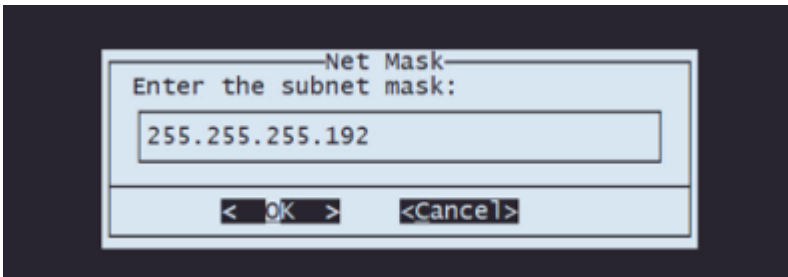 Net Mask
Enter the subnet mask:
255.255.255.192
< OK > <Cancel>